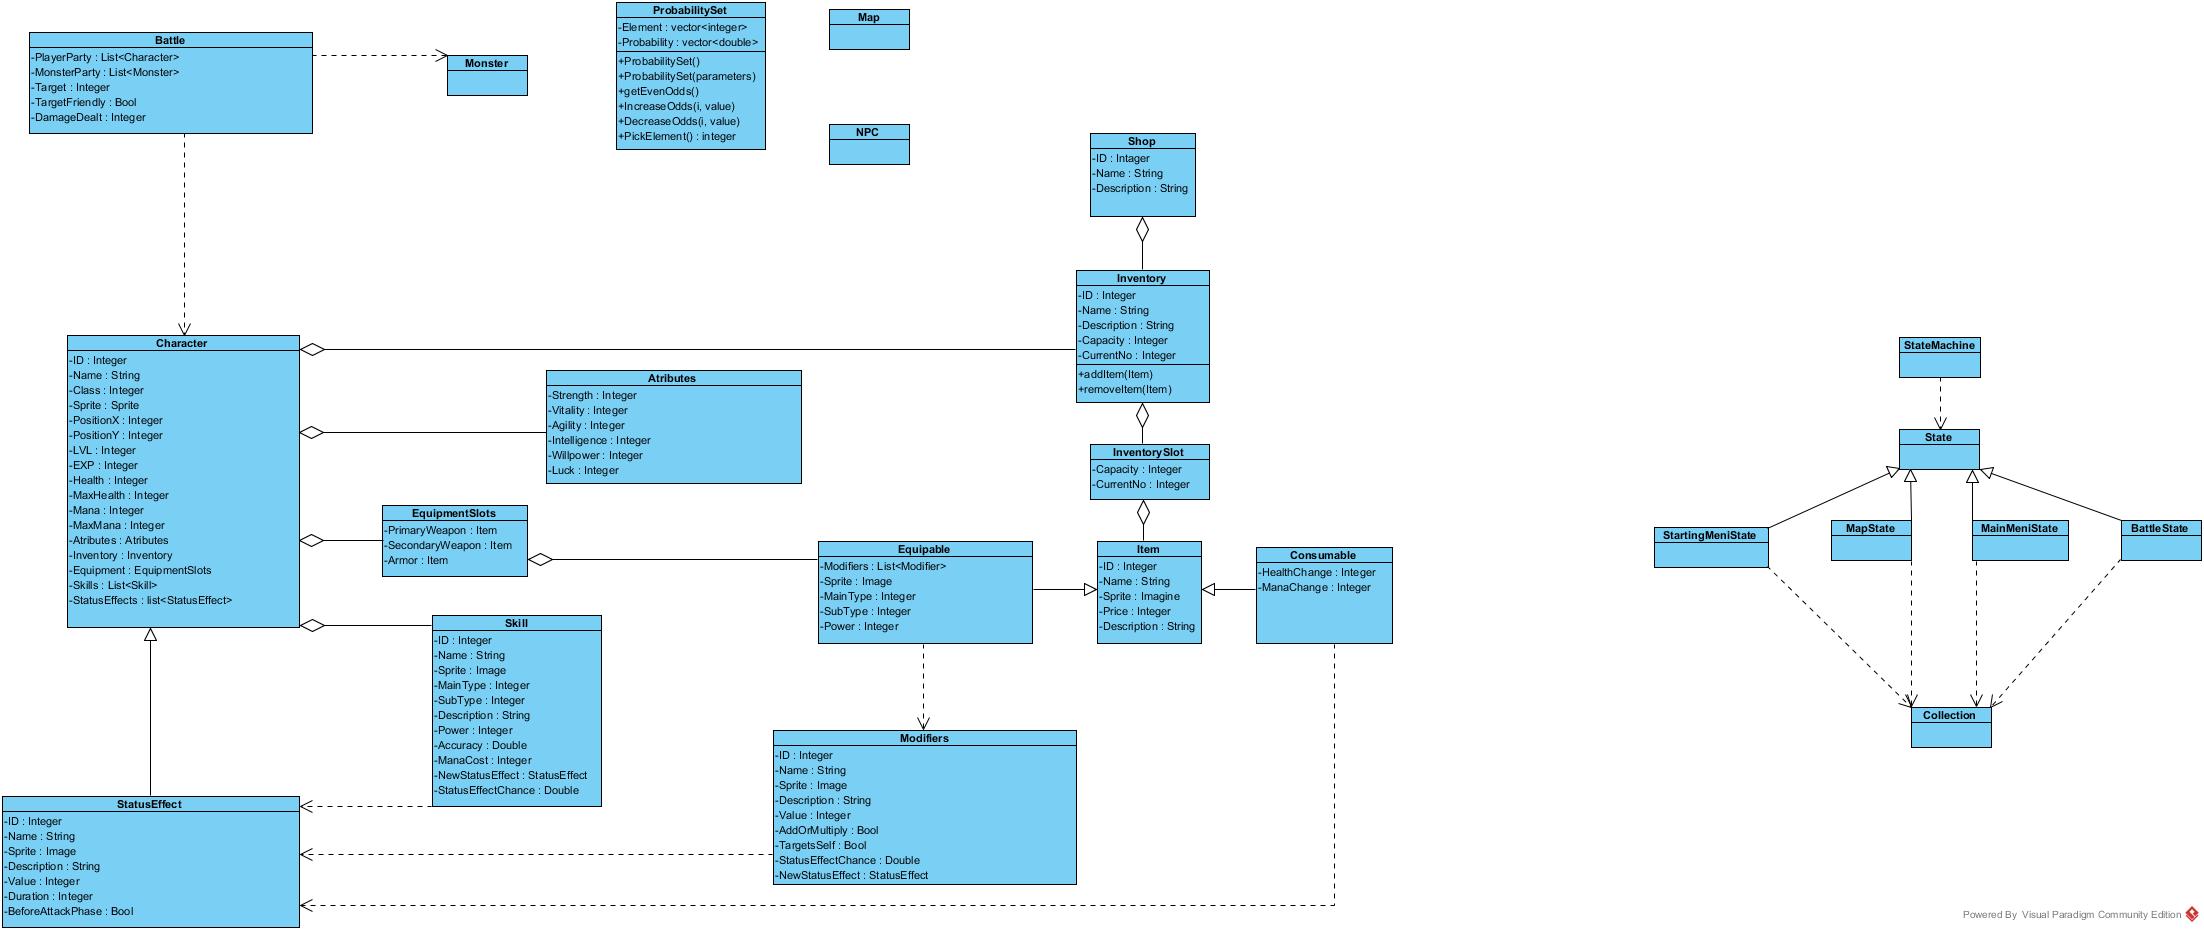 Battle
-PlayerParty : List<Character>
-MonsterParty : List<Monster>
-Target : Integer
-TargetFriendly : Bool
-DamageDealt : Integer
Monster
ProbabilitySet
-Element : vector<integer>
-Probability : vector<double>
+ProbabilitySet()
+ProbabilitySet(parameters)
+getEvenOdds()
+IncreaseOdds(i, value)
+DecreaseOdds(i, value)
+PickElement() : integer
Map
NPC
Shop
-ID : Intager
-Name : String
-Description : String
Inventory
-ID : Integer
-Name : String
-Description : String
-Capacity : Integer
-CurrentNo : Integer
+addItem(Item)
+removeItem(Item)
Character
-ID : Integer
-Name : String
-Class : Integer
-Sprite : Sprite
-PositionX : Integer
-PositionY : Integer
-LVL : Integer
-EXP : Integer
-Health : Integer
-MaxHealth : Integer
-Mana : Integer
-MaxMana : Integer
-Atributes : Atributes
-Inventory : Inventory
-Equipment : EquipmentSlots
-Skills : List<Skill>
-StatusEffects : list<StatusEffect>
Atributes
-Strength : Integer
-Vitality : Integer
-Agility : Integer
-Intelligence : Integer
-Willpower : Integer
-Luck : Integer
InventorySlot
-Capacity : Integer
-CurrentNo : Integer
EquipmentSlots
-PrimaryWeapon : Item
-SecondaryWeapon : Item
-Armor : Item
Equipable
-Modifiers : List<Modifier>
-Sprite : Image
-MainType : Integer
-SubType : Integer
-Power : Integer
Item
-ID : Integer
-Name : String
-Sprite : Imagine
-Price : Integer
-Description : String
Consumable
-HealthChange : Integer
-ManaChange : Integer
Skill
-ID : Integer
-Name : String
-Sprite : Image
-MainType : Integer
-SubType : Integer
-Description : String
-Power : Integer
-Accuracy : Double
-ManaCost : Integer
-NewStatusEffect : StatusEffect
-StatusEffectChance : Double
Modifiers
-ID : Integer
-Name : String
-Sprite : Image
-Description : String
-Value : Integer
-AddOrMultiply : Bool
-TargetsSelf : Bool
-StatusEffectChance : Double
-NewStatusEffect : StatusEffect
StatusEffect
-ID : Integer
-Name : String
-Sprite : Image
-Description : String
-Value : Integer
-Duration : Integer
-BeforeAttackPhase : Bool
StateMachine
State
StartingMeniState
MapState
MainMeniState
BattleState
Collection
Powered By Visual Paradigm Community Edition